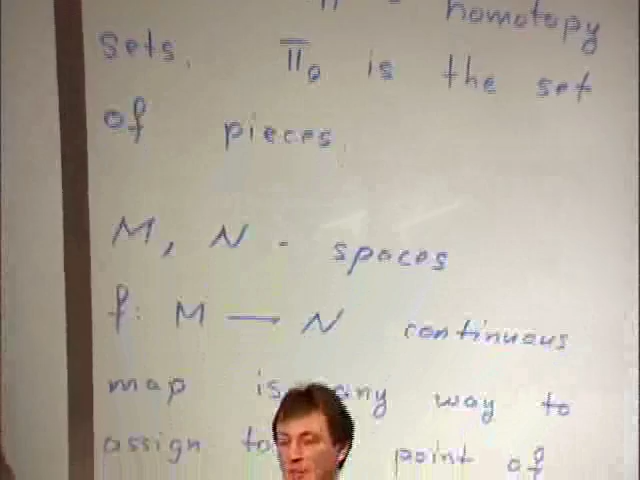 homotopy
sets. π₀ is the set
of pieces.
M, N - spaces
f: M — N continuous
map is any way to
assign to point of